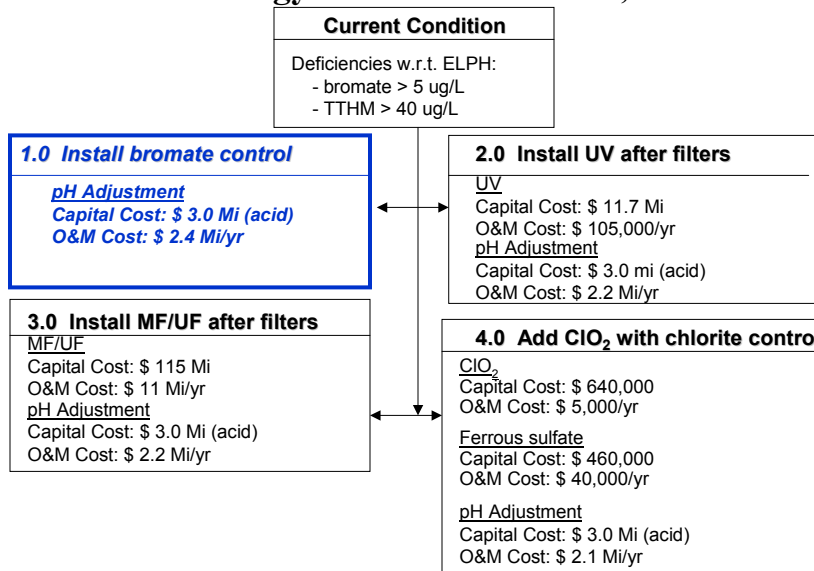 Current Condition
Deficiencies w.r.t. ELPH:
- bromate > 5 ug/L
- TTHM > 40 ug/L
1.0 Install bromate control
pH Adjustment
Capital Cost: $ 3.0 Mi (acid)
O&M Cost: $ 2.4 Mi/yr
2.0 Install UV after filters
UV
Capital Cost: $ 11.7 Mi
O&M Cost: $ 105,000/yr
pH Adjustment
Capital Cost: $ 3.0 mi (acid)
O&M Cost: $ 2.2 Mi/yr
3.0 Install MF/UF after filters
MF/UF
Capital Cost: $ 115 Mi
O&M Cost: $ 11 Mi/yr
pH Adjustment
Capital Cost: $ 3.0 Mi (acid)
O&M Cost: $ 2.2 Mi/yr
4.0 Add ClO₂ with chlorite contro
ClO₂
Capital Cost: $ 640,000
O&M Cost: $ 5,000/yr
Ferrous sulfate
Capital Cost: $ 460,000
O&M Cost: $ 40,000/yr
pH Adjustment
Capital Cost: $ 3.0 Mi (acid)
O&M Cost: $ 2.1 Mi/yr